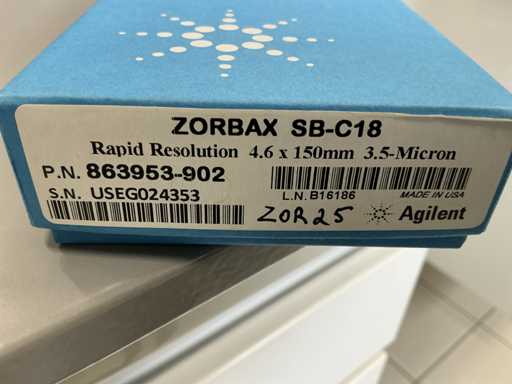 ZORBAX SB-C18
Rapid Resolution 4.6 x 150mm 3.5-Micron
P.N. 863953-902
S.N. USEG024353
L.N. B16186
MADE IN USA
ZOR25
Agilent